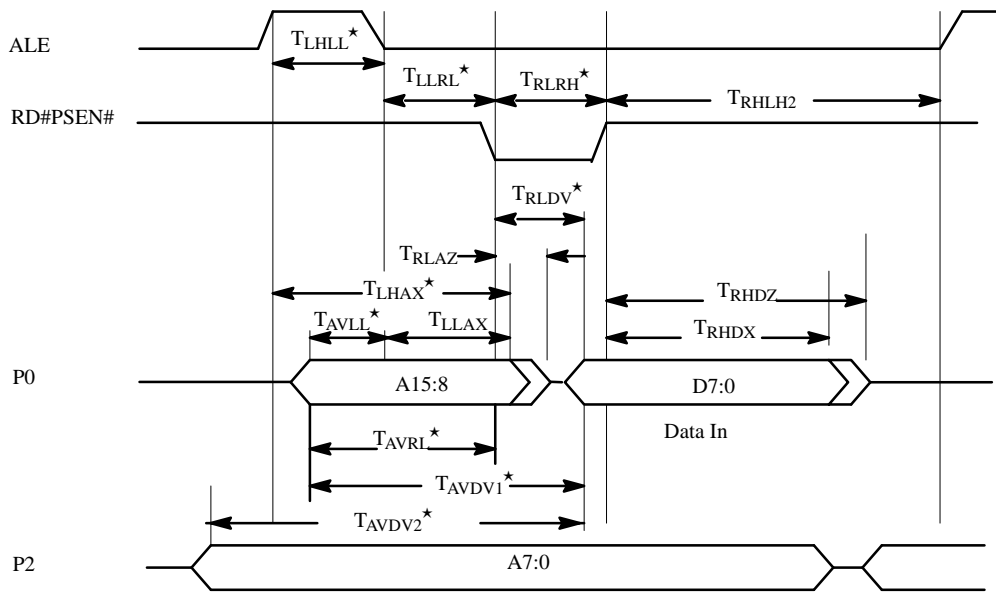 ALE
TLHLL★
TLLRL★
TRLRH★
TRHLH2
RD#PSEN#
TRLDV★
TRLAZ
TLHAX★
TRHDZ
TAVLL★
TLLAX
TRHDX
P0
A15:8
D7:0
TAVRL★
Data In
TAVDV1★
TAVDV2★
P2
A7:0